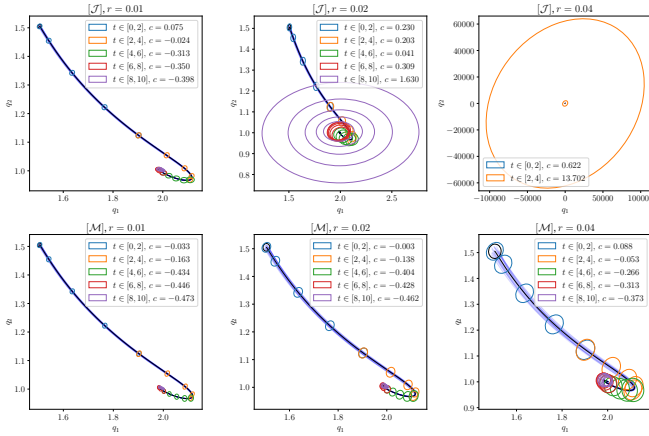 [𝒥], r = 0.01
q₂
1.5
1.4
1.3
1.2
1.1
1.0
t ∈ [0, 2], c = 0.075
t ∈ [2, 4], c = −0.024
t ∈ [4, 6], c = −0.313
t ∈ [6, 8], c = −0.350
t ∈ [8, 10], c = −0.398
1.6 1.8 2.0
q₁
[𝒥], r = 0.02
q₂
1.5
1.4
1.3
1.2
1.1
1.0
0.9
0.8
t ∈ [0, 2], c = 0.230
t ∈ [2, 4], c = 0.203
t ∈ [4, 6], c = 0.041
t ∈ [6, 8], c = 0.309
t ∈ [8, 10], c = 1.630
1.5 2.0 2.5
q₁
[𝒥], r = 0.04
q₂
60000
40000
20000
0
−20000
−40000
−60000
t ∈ [0, 2], c = 0.622
t ∈ [2, 4], c = 13.702
−100000 −50000 0 50000 100000
q₁
[ℳ], r = 0.01
q₂
1.5
1.4
1.3
1.2
1.1
1.0
t ∈ [0, 2], c = −0.033
t ∈ [2, 4], c = −0.163
t ∈ [4, 6], c = −0.434
t ∈ [6, 8], c = −0.446
t ∈ [8, 10], c = −0.473
1.6 1.8 2.0
q₁
[ℳ], r = 0.02
q₂
1.5
1.4
1.3
1.2
1.1
1.0
t ∈ [0, 2], c = −0.003
t ∈ [2, 4], c = −0.138
t ∈ [4, 6], c = −0.404
t ∈ [6, 8], c = −0.428
t ∈ [8, 10], c = −0.462
1.6 1.8 2.0
q₁
[ℳ], r = 0.04
q₂
1.5
1.4
1.3
1.2
1.1
1.0
0.9
t ∈ [0, 2], c = 0.088
t ∈ [2, 4], c = −0.053
t ∈ [4, 6], c = −0.266
t ∈ [6, 8], c = −0.313
t ∈ [8, 10], c = −0.373
1.6 1.8 2.0
q₁